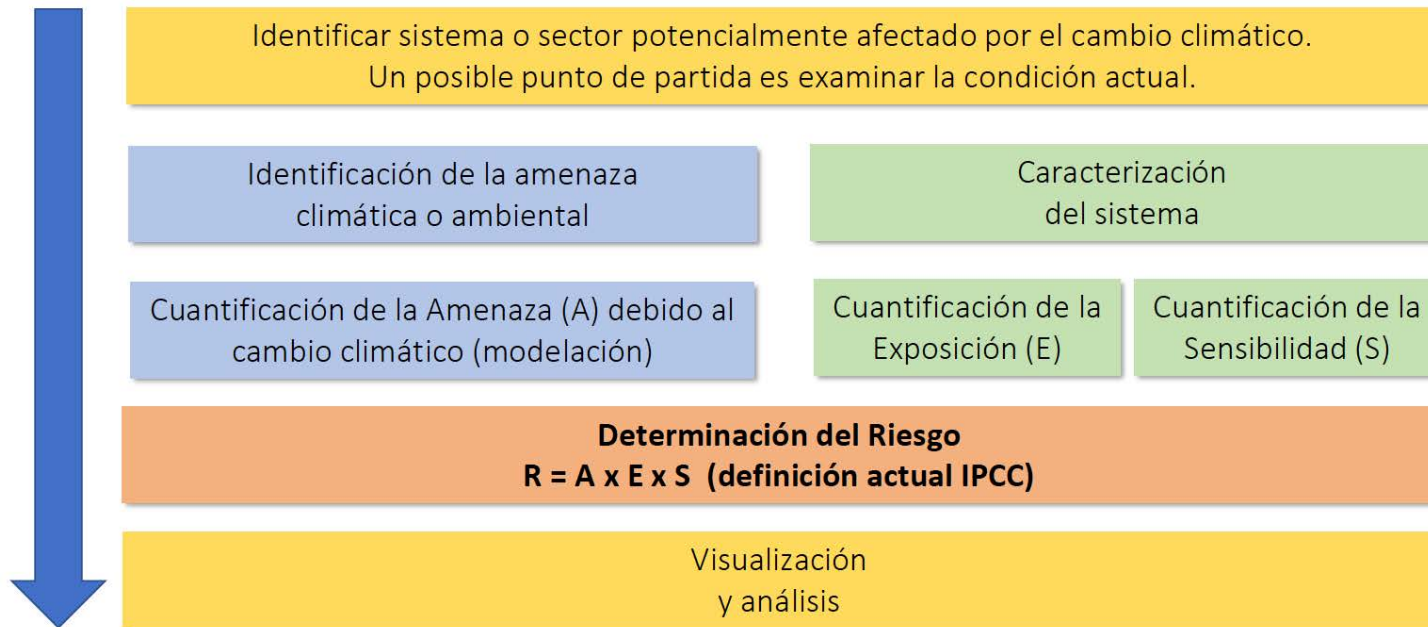 Identificar sistema o sector potencialmente afectado por el cambio climático.
Un posible punto de partida es examinar la condición actual.
Identificación de la amenaza
climática o ambiental
Caracterización
del sistema
Cuantificación de la Amenaza (A) debido al
cambio climático (modelación)
Cuantificación de la
Exposición (E)
Cuantificación de la
Sensibilidad (S)
Determinación del Riesgo
R = A x E x S (definición actual IPCC)
Visualización
y análisis